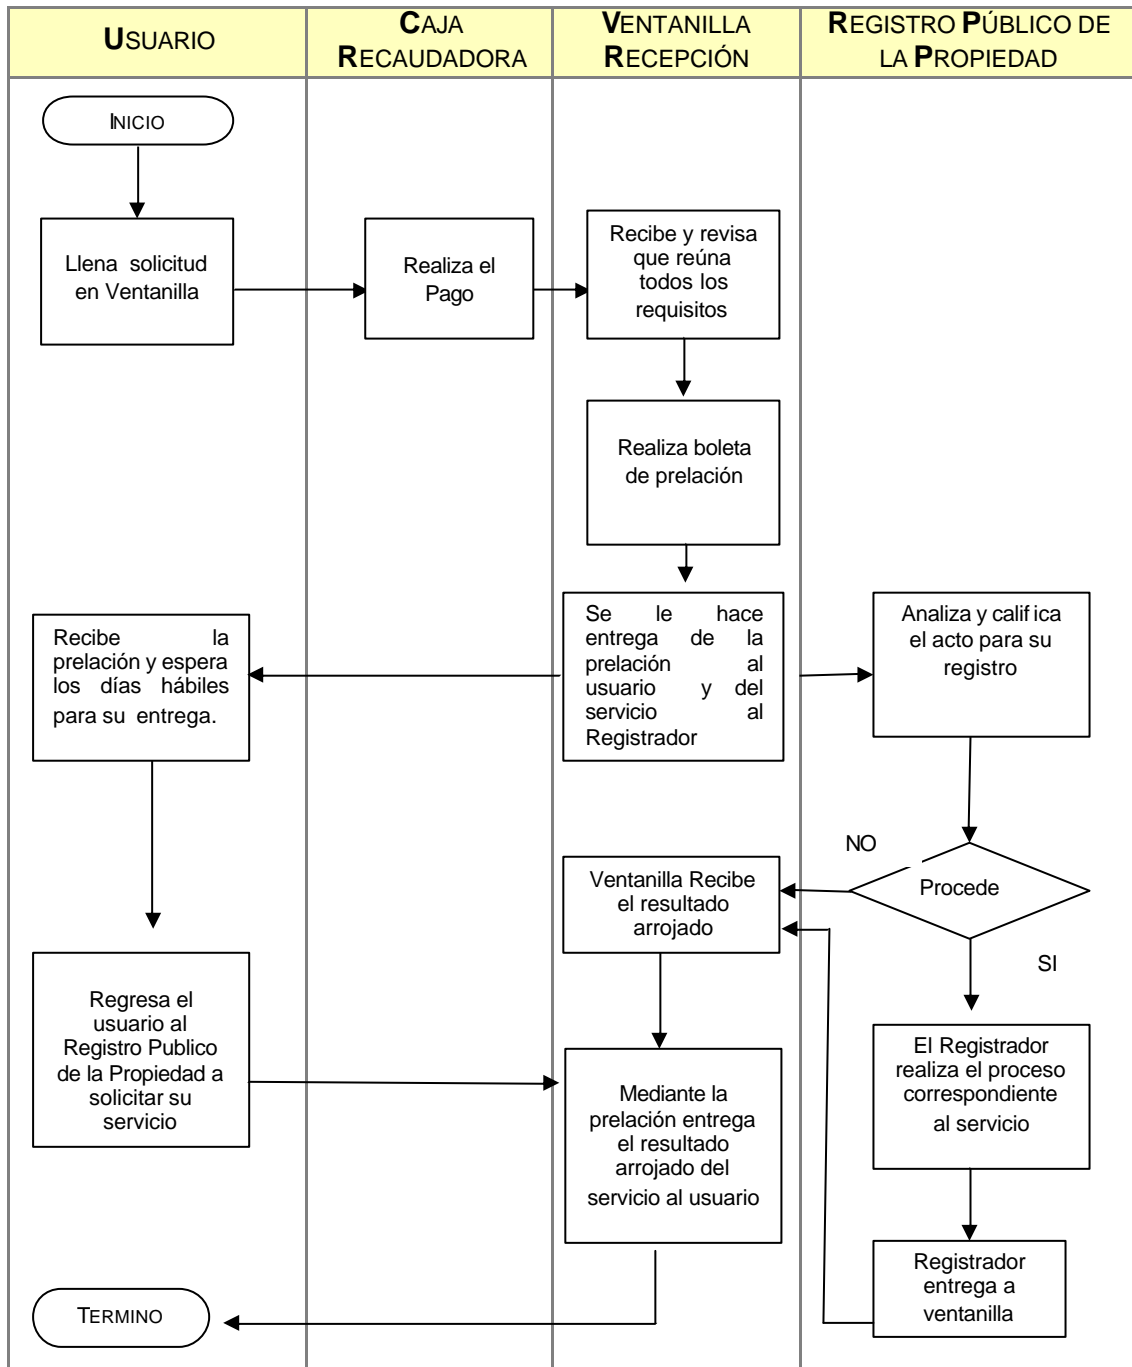 USUARIO
CAJA
RECAUDADORA
VENTANILLA
RECEPCIÓN
REGISTRO PÚBLICO DE
LA PROPIEDAD
INICIO
Llena solicitud
en Ventanilla
Realiza el
Pago
Recibe y revisa
que reúna
todos los
requisitos
Realiza boleta
de prelación
Se le hace
entrega de la
prelación al
usuario y del
servicio al
Registrador
Analiza y califica
el acto para su
registro
Recibe la
prelación y espera
los días hábiles
para su entrega.
NO
Procede
SI
Ventanilla Recibe
el resultado
arrojado
Regresa el
usuario al
Registro Publico
de la Propiedad a
solicitar su
servicio
Mediante la
prelación entrega
el resultado
arrojado del
servicio al usuario
El Registrador
realiza el proceso
correspondiente
al servicio
Registrador
entrega a
ventanilla
TERMINO